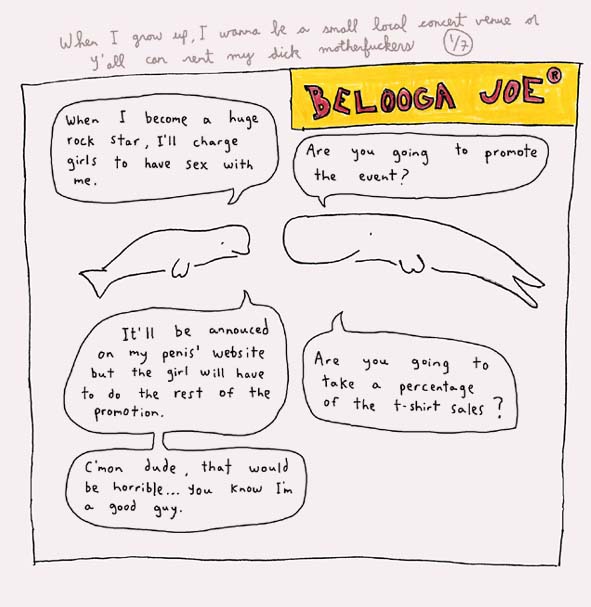 When I grow up, I wanna be a small local concert venue or
y'all can rent my dick motherfuckers 1/7
BELOOGA JOE ®
When I become a huge
rock star, I'll charge
girls to have sex with
me.
Are you going to promote
the event?
It'll be annouced
on my penis' website
but the girl will have
to do the rest of the
promotion.
Are you going to
take a percentage
of the t-shirt sales?
C'mon dude, that would
be horrible... you know I'm
a good guy.